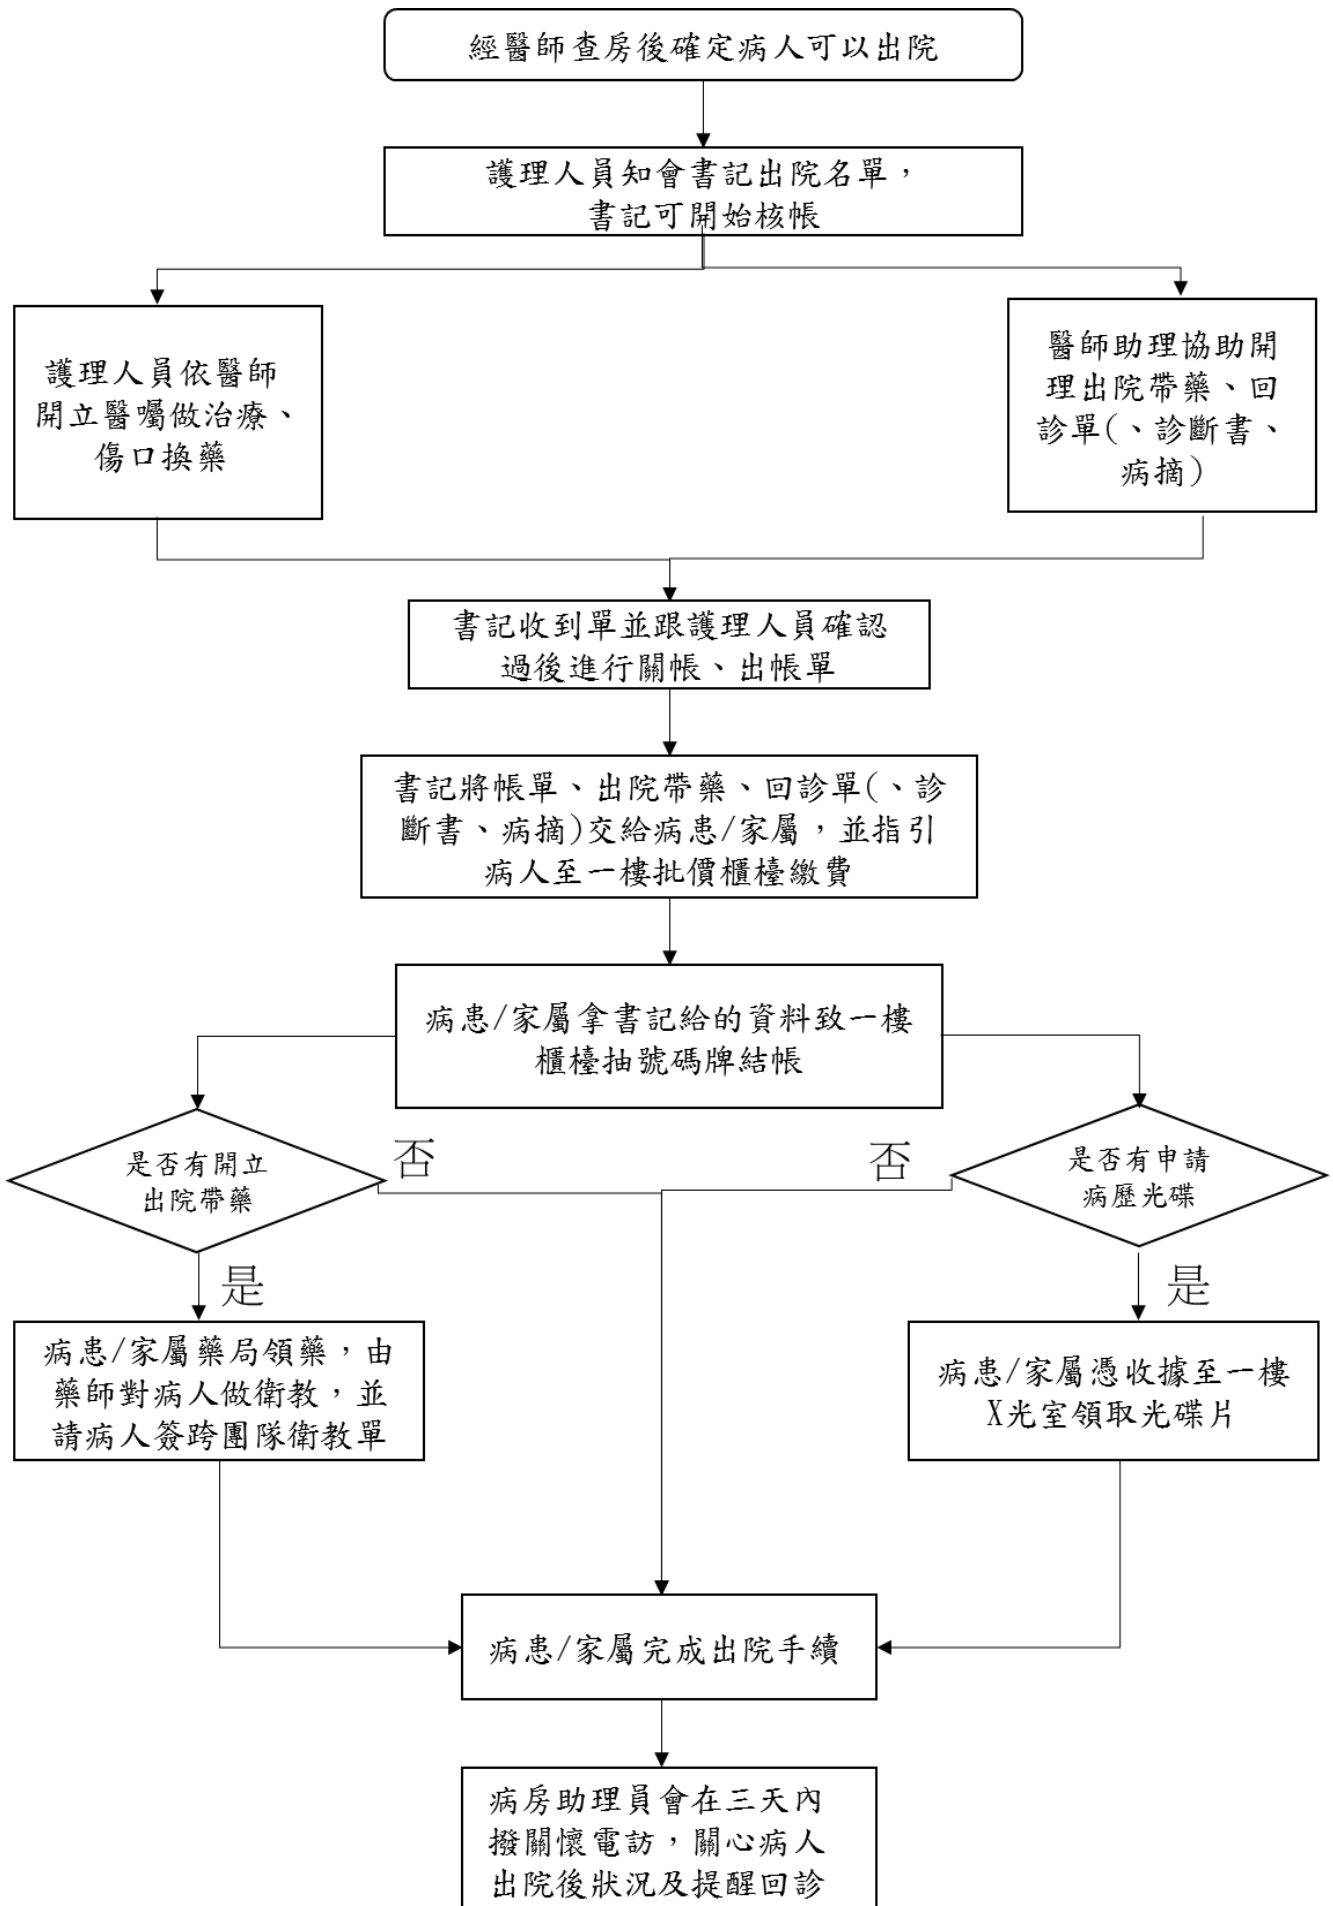 經醫師查房後確定病人可以出院
護理人員知會書記出院名單，
書記可開始核帳
護理人員依醫師
開立醫囑做治療、
傷口換藥
醫師助理協助開
理出院帶藥、回
診單(、診斷書、
病摘)
書記收到單並跟護理人員確認
過後進行關帳、出帳單
書記將帳單、出院帶藥、回診單(、診
斷書、病摘)交給病患/家屬，並指引
病人至一樓批價櫃檯繳費
病患/家屬拿書記給的資料致一樓
櫃檯抽號碼牌結帳
是否有開立
出院帶藥
否
否
是否有申請
病歷光碟
是
是
病患/家屬藥局領藥，由
藥師對病人做衛教，並
請病人簽跨團隊衛教單
病患/家屬憑收據至一樓
X光室領取光碟片
病患/家屬完成出院手續
病房助理員會在三天內
撥關懷電訪，關心病人
出院後狀況及提醒回診